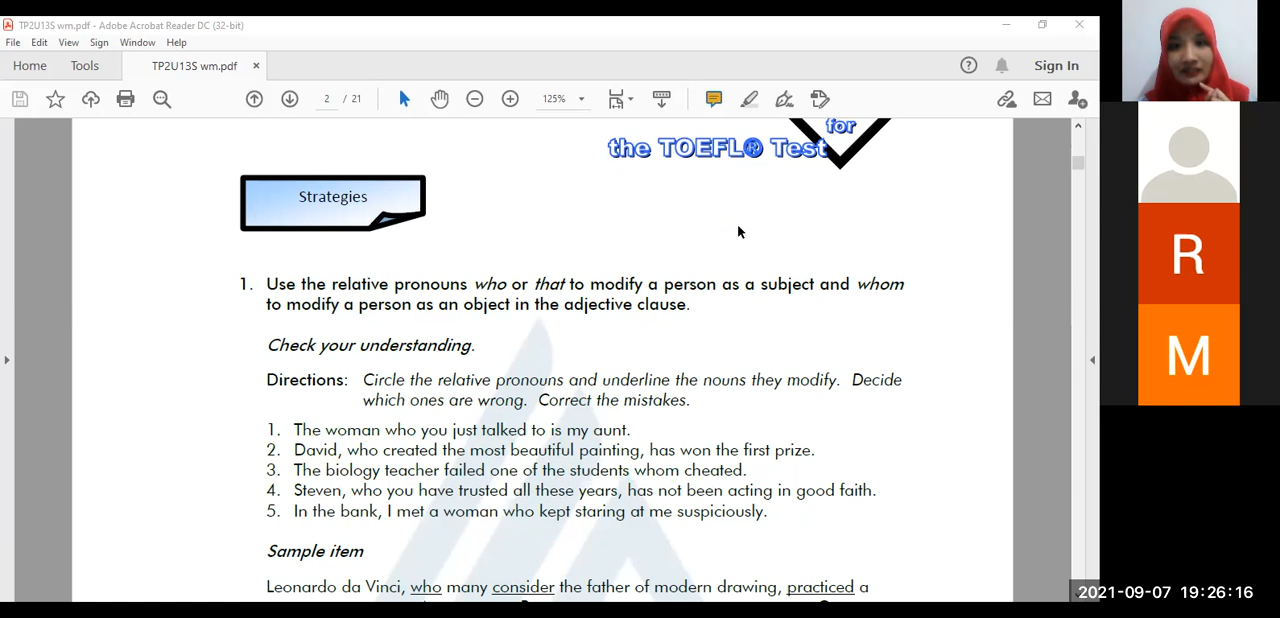 TP2U13S wm.pdf - Adobe Acrobat Reader DC (32-bit)
File Edit View Sign Window Help
Home Tools TP2U13S wm.pdf × Sign In
2 / 21 125%
for
the TOEFL® Test
Strategies
1. Use the relative pronouns who or that to modify a person as a subject and whom
to modify a person as an object in the adjective clause.
Check your understanding.
Directions: Circle the relative pronouns and underline the nouns they modify. Decide
which ones are wrong. Correct the mistakes.
1. The woman who you just talked to is my aunt.
2. David, who created the most beautiful painting, has won the first prize.
3. The biology teacher failed one of the students whom cheated.
4. Steven, who you have trusted all these years, has not been acting in good faith.
5. In the bank, I met a woman who kept staring at me suspiciously.
Sample item
Leonardo da Vinci, who many consider the father of modern drawing, practiced a
R
M
2021-09-07 19:26:16